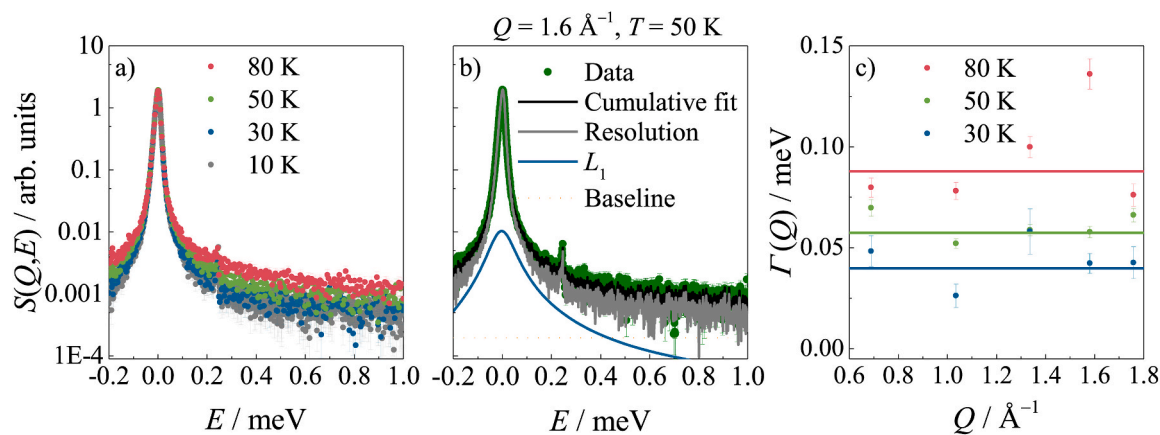 Q = 1.6 Å⁻¹, T = 50 K
a)
80 K
50 K
30 K
10 K
S(Q,E) / arb. units
10
1
0.1
0.01
0.001
1E-4
-0.2 0.0 0.2 0.4 0.6 0.8 1.0
E / meV
b)
Data
Cumulative fit
Resolution
L₁
Baseline
-0.2 0.0 0.2 0.4 0.6 0.8 1.0
E / meV
c)
80 K
50 K
30 K
Γ(Q) / meV
0.15
0.10
0.05
0.00
0.6 0.8 1.0 1.2 1.4 1.6 1.8
Q / Å⁻¹